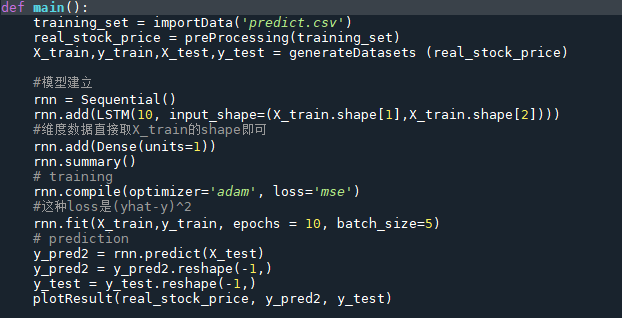 def main():
    training_set = importData('predict.csv')
    real_stock_price = preProcessing(training_set)
    X_train,y_train,X_test,y_test = generateDatasets (real_stock_price)
    #模型建立
    rnn = Sequential()
    rnn.add(LSTM(10, input_shape=(X_train.shape[1],X_train.shape[2])))
    #维度数据直接取X_train的shape即可
    rnn.add(Dense(units=1))
    rnn.summary()
    # training
    rnn.compile(optimizer='adam', loss='mse')
    #这种loss是(yhat-y)^2
    rnn.fit(X_train,y_train, epochs = 10, batch_size=5)
    # prediction
    y_pred2 = rnn.predict(X_test)
    y_pred2 = y_pred2.reshape(-1,)
    y_test = y_test.reshape(-1,)
    plotResult(real_stock_price, y_pred2, y_test)